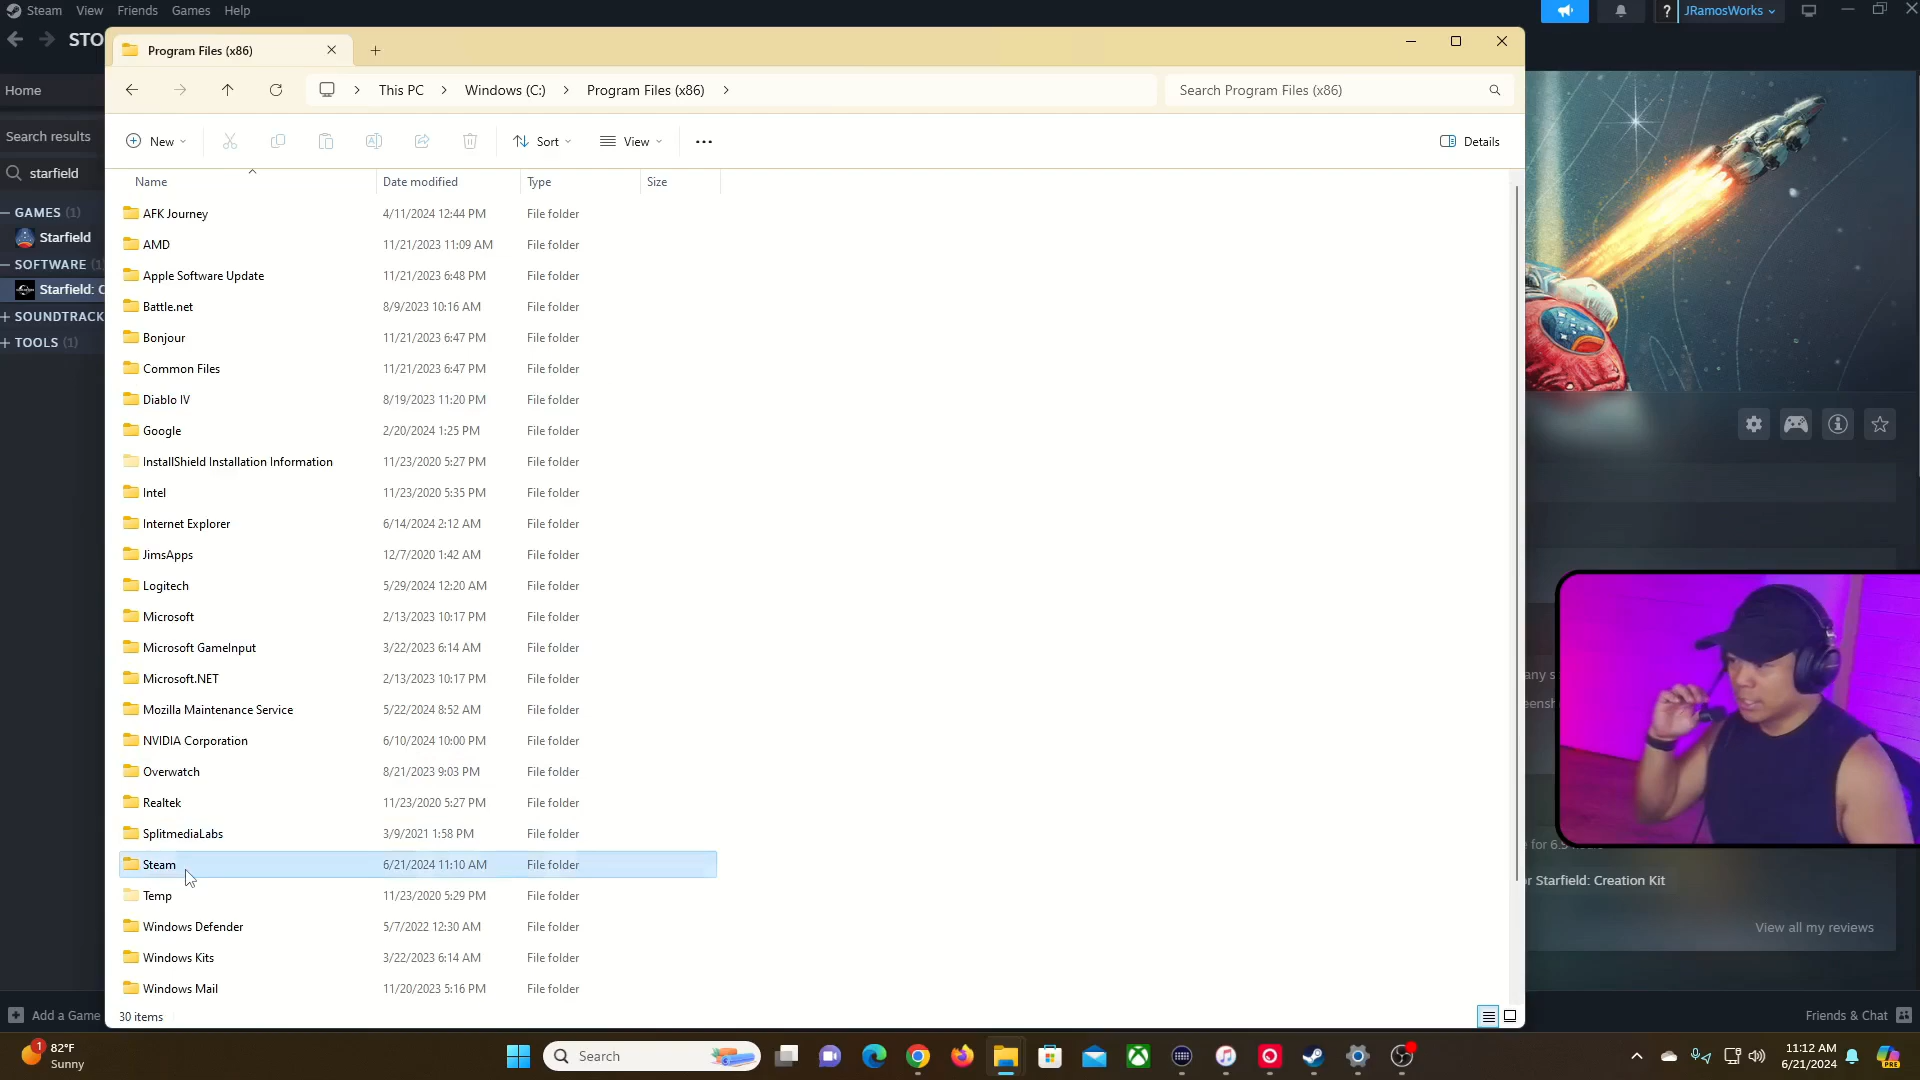 Steam View Friends Games Help
JRamosWorks
STO
Program Files (x86)
Home
This PC > Windows (C:) > Program Files (x86) >
Search Program Files (x86)
Search results
New
Sort
View
Details
starfield
Name Date modified Type Size
GAMES (1)
Starfield
SOFTWARE (1
Starfield: C
SOUNDTRACK
TOOLS (1)
AFK Journey 4/11/2024 12:44 PM File folder
AMD 11/21/2023 11:09 AM File folder
Apple Software Update 11/21/2023 6:48 PM File folder
Battle.net 8/9/2023 10:16 AM File folder
Bonjour 11/21/2023 6:47 PM File folder
Common Files 11/21/2023 6:47 PM File folder
Diablo IV 8/19/2023 11:20 PM File folder
Google 2/20/2024 1:25 PM File folder
InstallShield Installation Information 11/23/2020 5:27 PM File folder
Intel 11/23/2020 5:35 PM File folder
Internet Explorer 6/14/2024 2:12 AM File folder
JimsApps 12/7/2020 1:42 AM File folder
Logitech 5/29/2024 12:20 AM File folder
Microsoft 2/13/2023 10:17 PM File folder
Microsoft GameInput 3/22/2023 6:14 AM File folder
Microsoft.NET 2/13/2023 10:17 PM File folder
Mozilla Maintenance Service 5/22/2024 8:52 AM File folder
NVIDIA Corporation 6/10/2024 10:00 PM File folder
Overwatch 8/21/2023 9:03 PM File folder
Realtek 11/23/2020 5:27 PM File folder
SplitmediaLabs 3/9/2021 1:58 PM File folder
Steam 6/21/2024 11:10 AM File folder
Temp 11/23/2020 5:29 PM File folder
Windows Defender 5/7/2022 12:30 AM File folder
Windows Kits 3/22/2023 6:14 AM File folder
Windows Mail 11/20/2023 5:16 PM File folder
30 items
any s
eensh
e for 6.
or Starfield: Creation Kit
View all my reviews
Add a Game
Friends & Chat
1
82°F
Sunny
Search
11:12 AM
6/21/2024
PRE